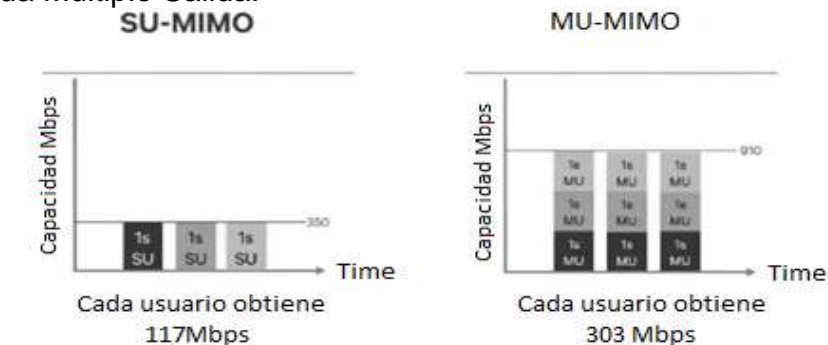 SU-MIMO
Capacidad Mbps
350
1s
SU
1s
SU
1s
SU
Time
Cada usuario obtiene
117Mbps
MU-MIMO
Capacidad Mbps
910
1s
MU
1s
MU
1s
MU
1s
MU
1s
MU
1s
MU
1s
MU
1s
MU
1s
MU
Time
Cada usuario obtiene
303 Mbps